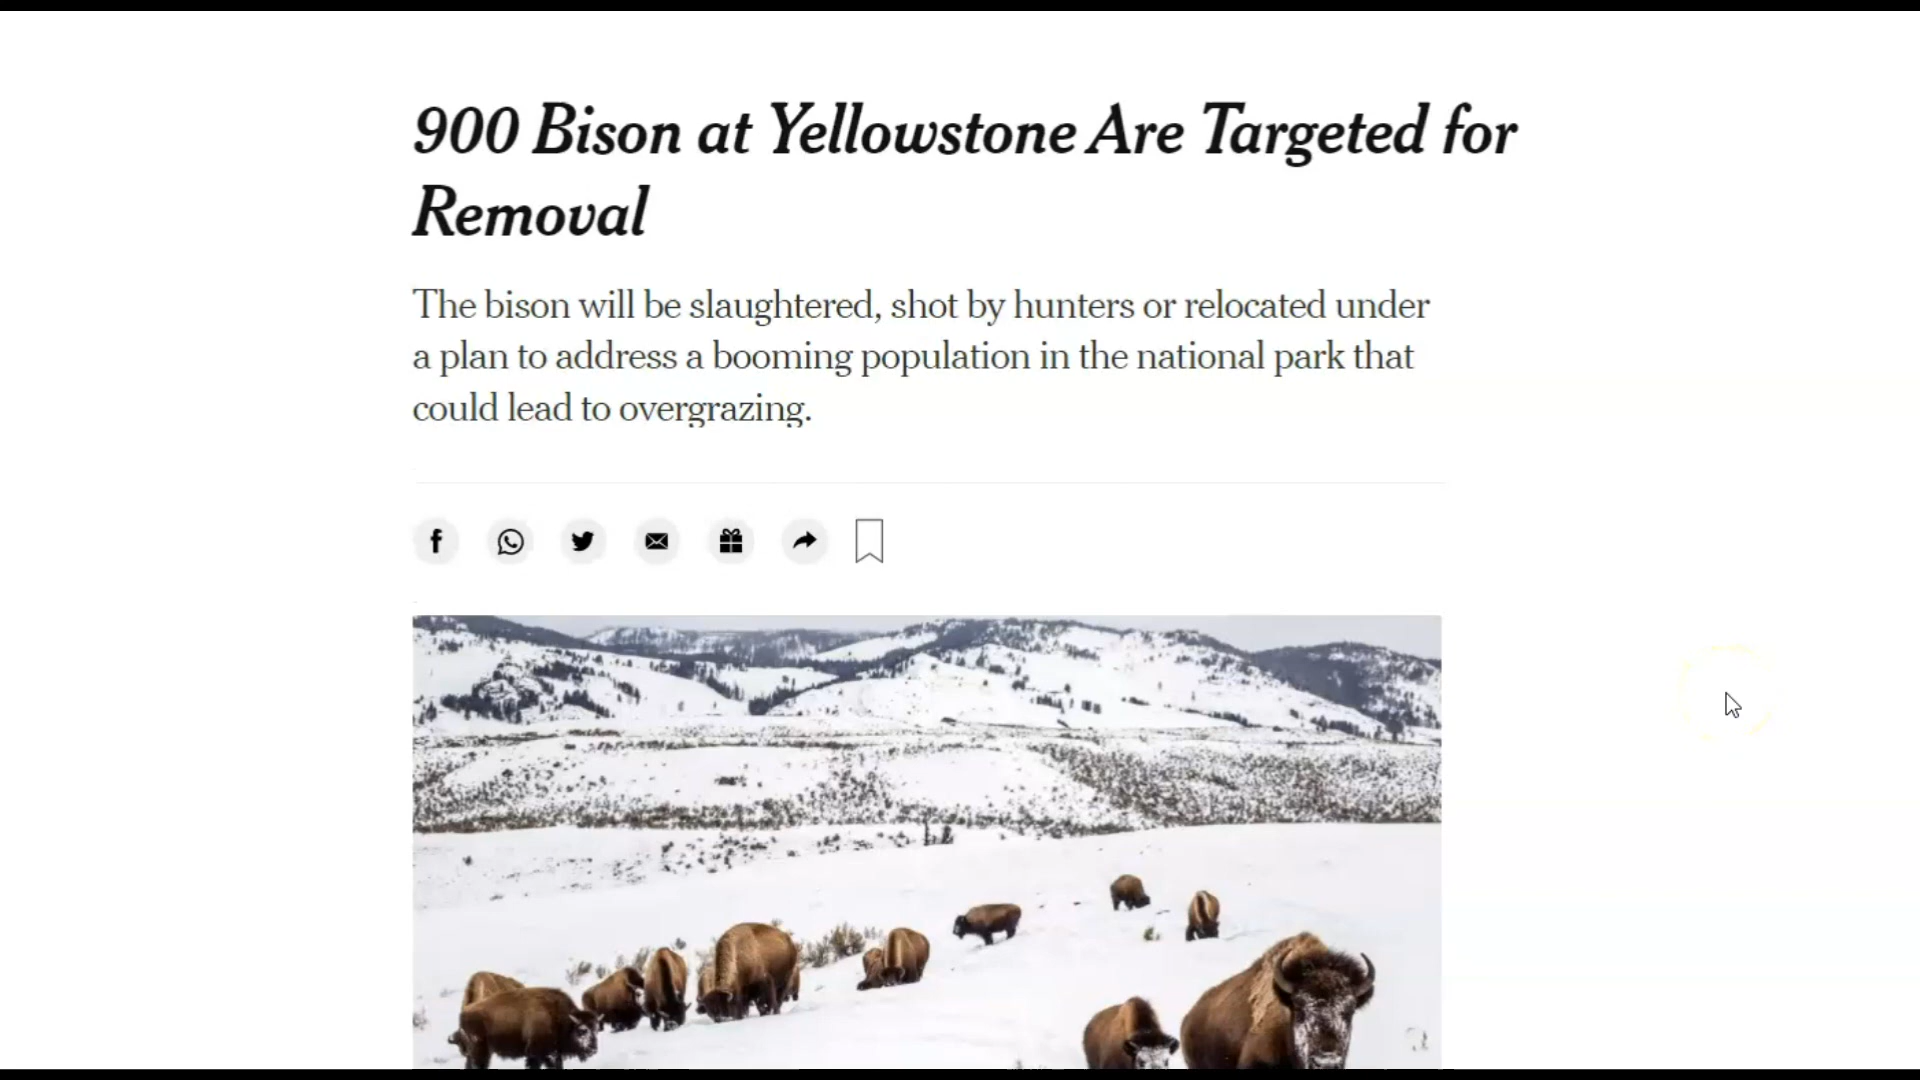 900 Bison at Yellowstone Are Targeted for
Removal
The bison will be slaughtered, shot by hunters or relocated under
a plan to address a booming population in the national park that
could lead to overgrazing.